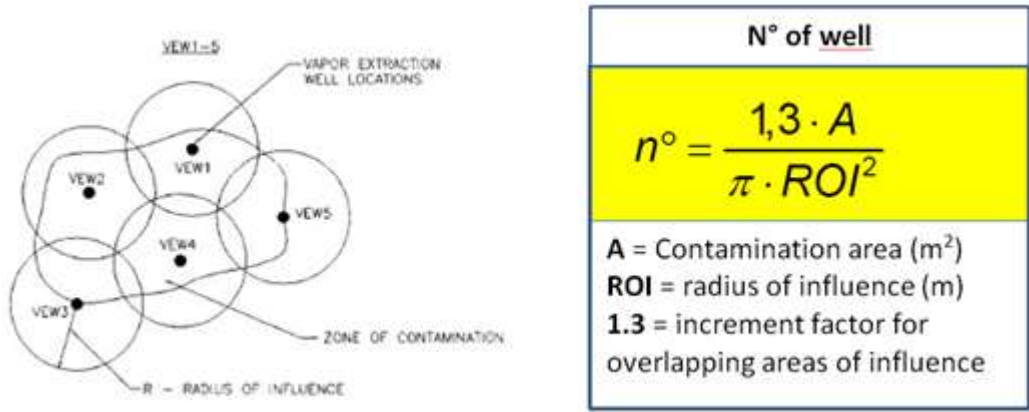 VEW1-5
VAPOR EXTRACTION
WELL LOCATIONS
VEW1
VEW2
VEW5
VEW4
VEW3
ZONE OF CONTAMINATION
R - RADIUS OF INFLUENCE
N° of well
n° = 1,3 · A / π · ROI²
A = Contamination area (m²)
ROI = radius of influence (m)
1.3 = increment factor for
overlapping areas of influence